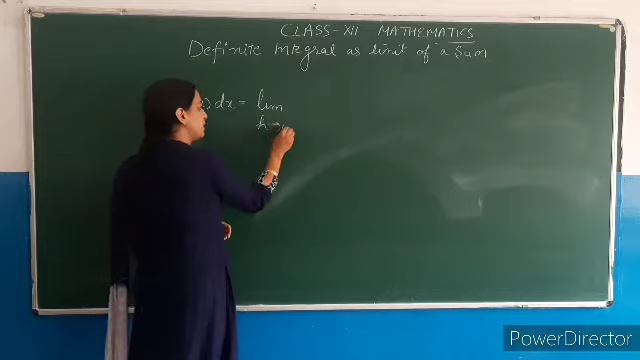 CLASS-XII MATHEMATICS
Definite Integral as limit of a Sum
) dx = lim
h→
PowerDirector